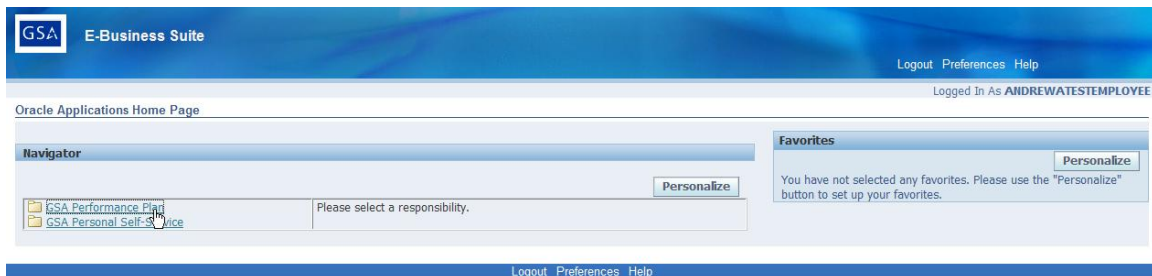 GSA E-Business Suite
Logout Preferences Help
Logged In As ANDREWATESTEMPLOYEE
Oracle Applications Home Page
Navigator
Personalize
GSA Performance Plan
GSA Personal Self-Service
Please select a responsibility.
Favorites
Personalize
You have not selected any favorites. Please use the "Personalize"
button to set up your favorites.
Logout Preferences Help